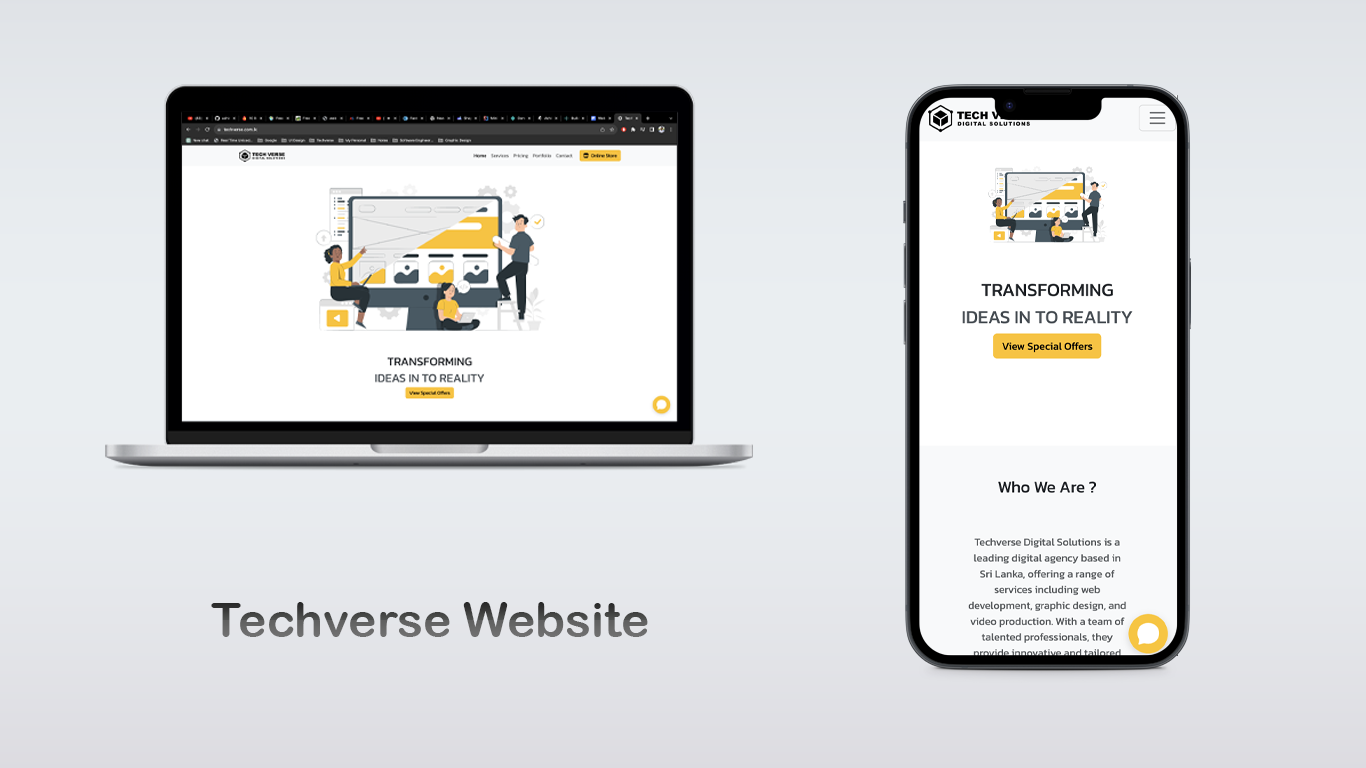 techverse.com.lk
TECH VERSE
DIGITAL SOLUTIONS
Home Services Pricing Portfolio Contact Online Store
TRANSFORMING
IDEAS IN TO REALITY
View Special Offers
Techverse Website
TECH V
DIGITAL SOLUTIONS
TRANSFORMING
IDEAS IN TO REALITY
View Special Offers
Who We Are ?
Techverse Digital Solutions is a
leading digital agency based in
Sri Lanka, offering a range of
services including web
development, graphic design, and
video production. With a team of
talented professionals, they
provide innovative and tailored